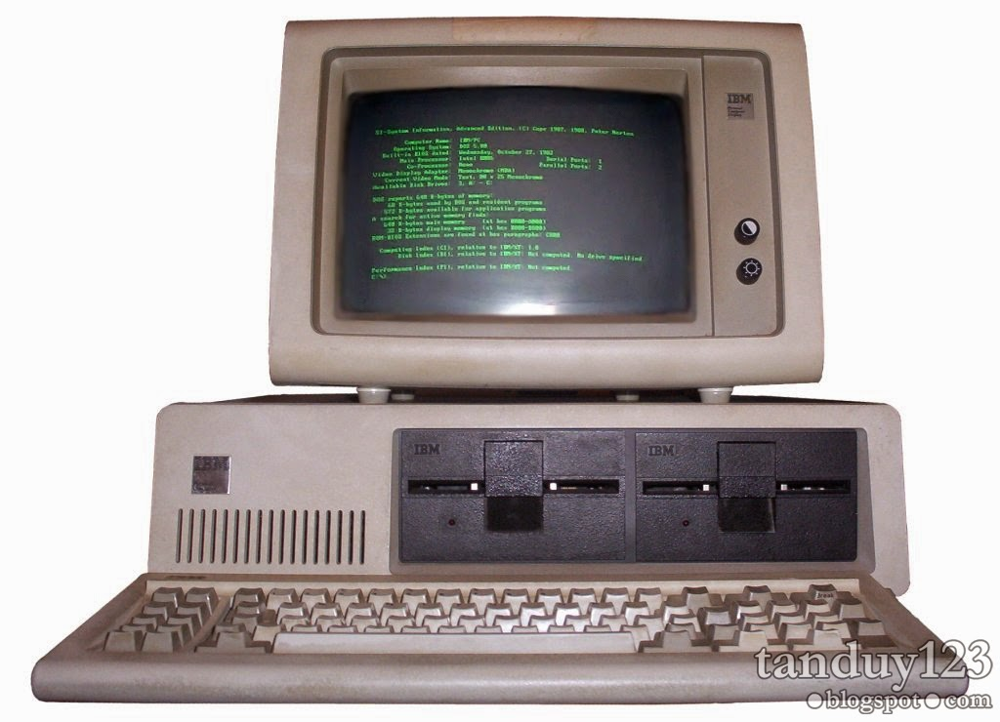 SI-System Information, Advanced Edition, (C) Copr 1987, 1988, Peter Norton
Computer Name: IBM/PC
Operating System: DOS 5.00
Built-in BIOS dated: Wednesday, October 27, 1982
Main Processor: Intel 8088 Serial Ports: 1
Co-Processor: None Parallel Ports: 2
Video Display Adapter: Monochrome (MDA)
Current Video Mode: Text, 80 x 25 Monochrome
Available Disk Drives: 3, A: - C:
DOS reports 640 K-bytes of memory:
K-bytes used by DOS and resident programs
572 K-bytes available for application programs
A search for active memory finds:
640 K-bytes main memory (at hex 0000-A000)
32 K-bytes display memory (at hex B000-B800)
ROM-BIOS Extensions are found at hex paragraphs: C800
Computing Index (CI), relative to IBM/XT: 1.0
Disk Index (DI), relative to IBM/XT: Not computed. No drive specified.
Performance Index (PI), relative to IBM/XT: Not computed.
C:\>
IBM
Personal
Computer
Display
IBM
IBM
IBM
Break
tanduy123
blogspot com